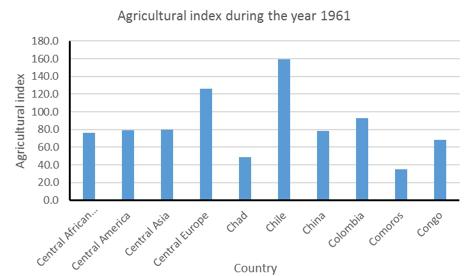 Agricultural index during the year 1961
180.0
160.0
140.0
120.0
100.0
80.0
60.0
40.0
20.0
0.0
Agricultural index
Central African...
Central America
Central Asia
Central Europe
Chad
Chile
China
Colombia
Comoros
Congo
Country